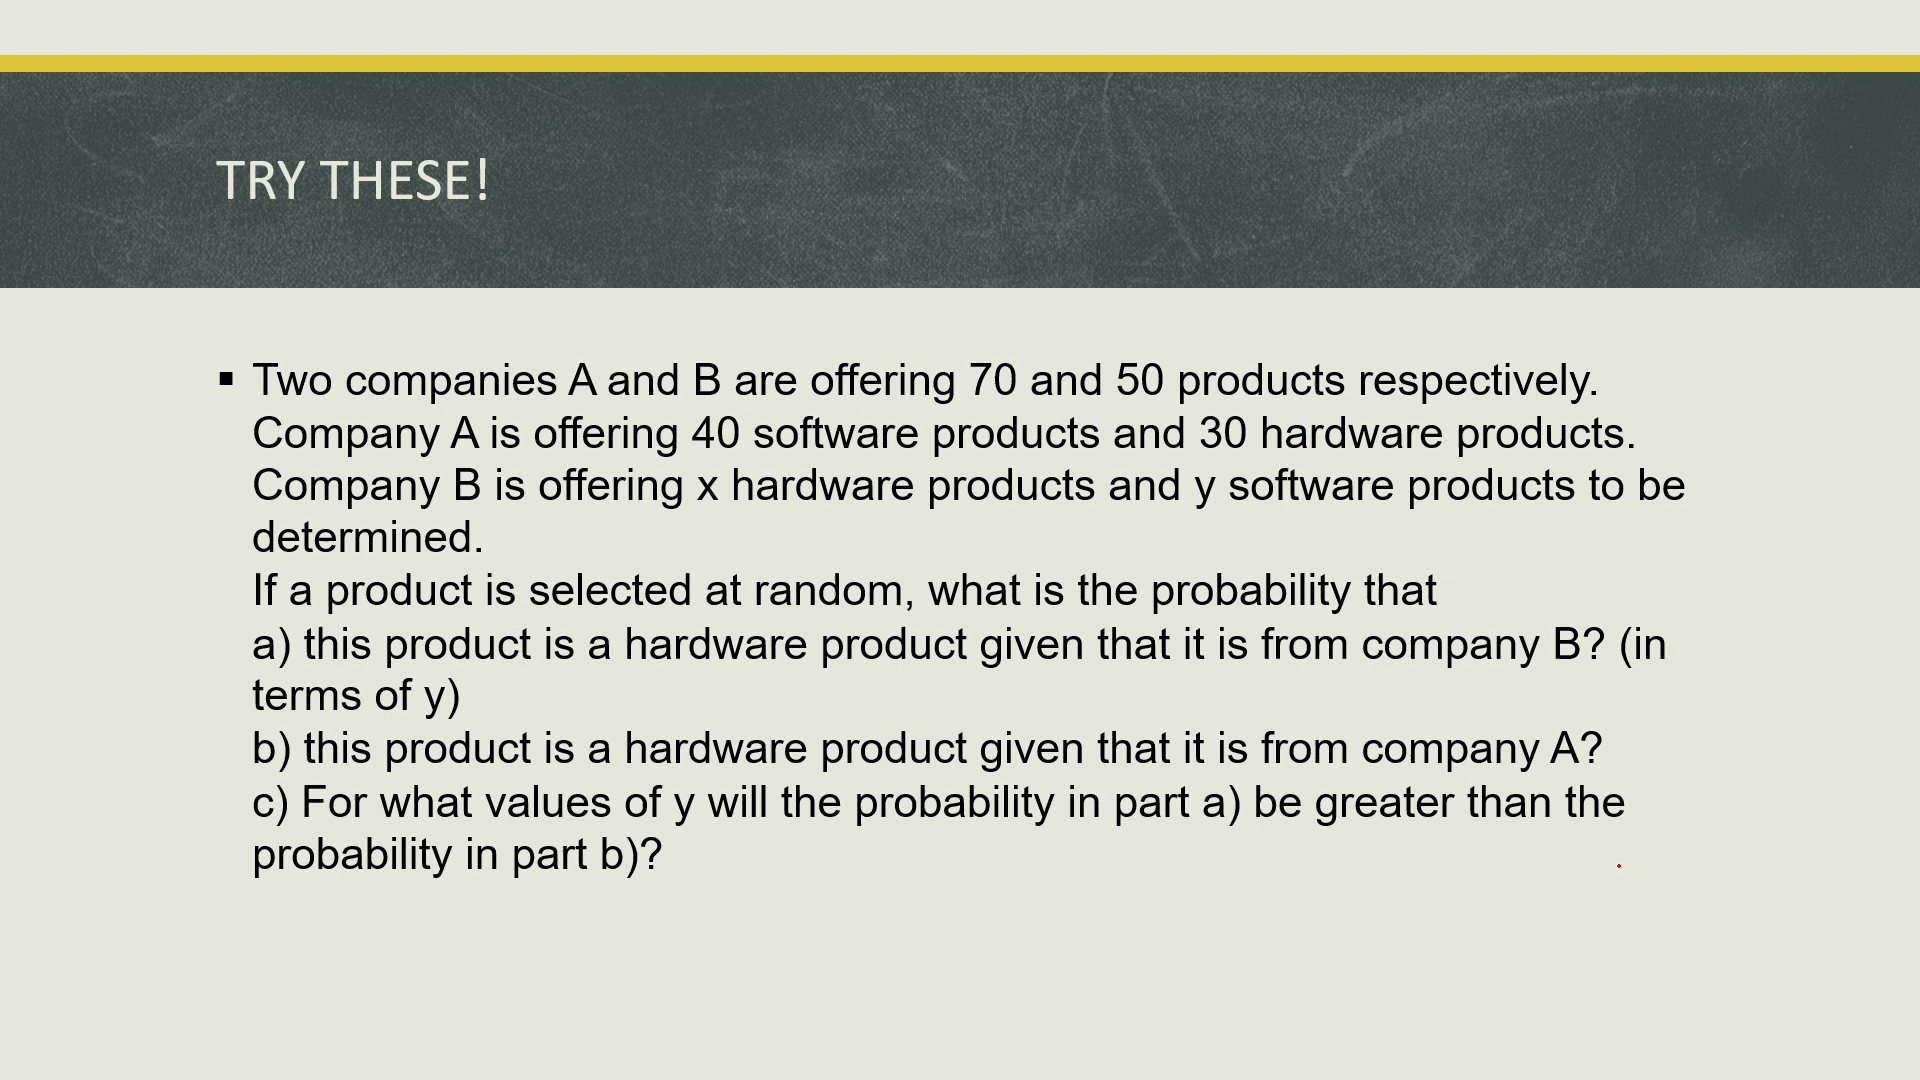 TRY THESE!
▪ Two companies A and B are offering 70 and 50 products respectively.
Company A is offering 40 software products and 30 hardware products.
Company B is offering x hardware products and y software products to be
determined.
If a product is selected at random, what is the probability that
a) this product is a hardware product given that it is from company B? (in
terms of y)
b) this product is a hardware product given that it is from company A?
c) For what values of y will the probability in part a) be greater than the
probability in part b)?